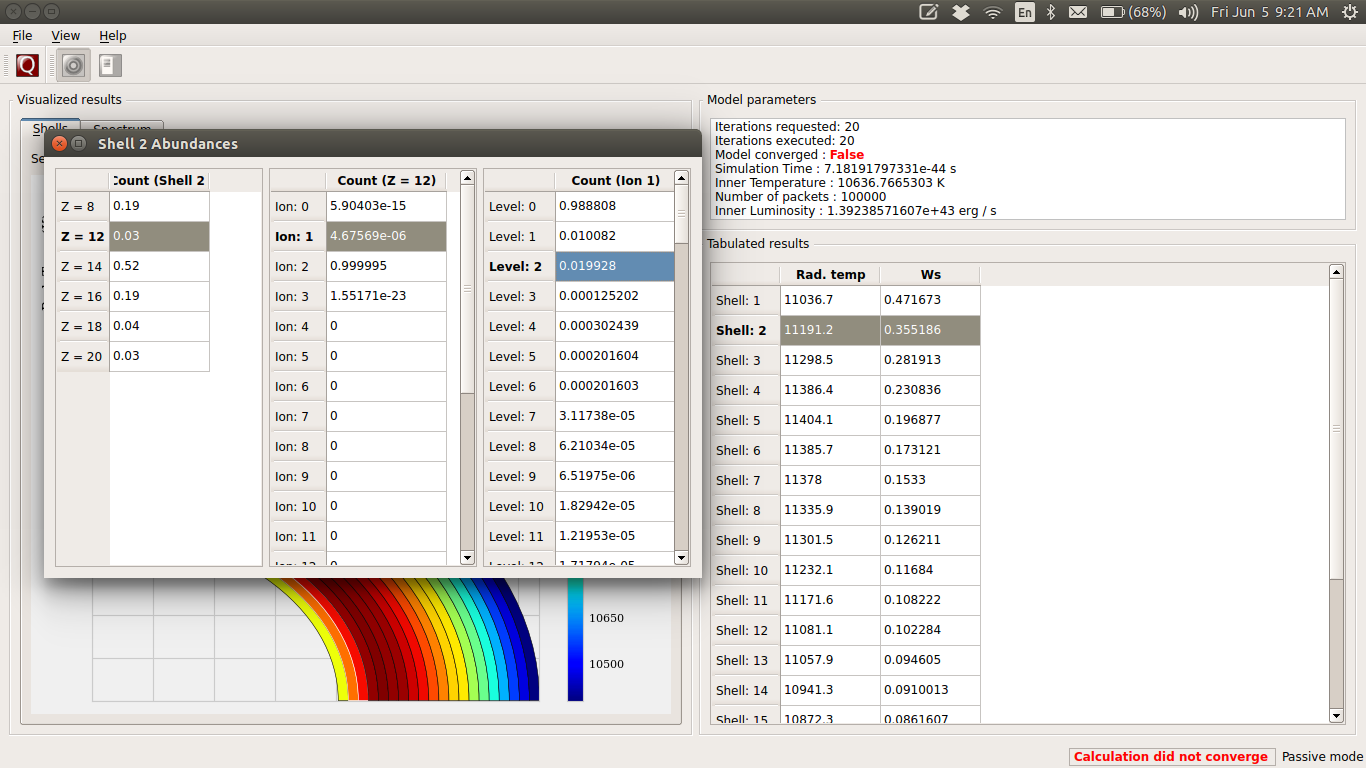 En
(68%)
Fri Jun 5 9:21 AM
File View Help
Q
Visualized results
Shells Spectrum
Se
Shell 2 Abundances
Count (Shell 2
Z = 8 0.19
Z = 12 0.03
Z = 14 0.52
Z = 16 0.19
Z = 18 0.04
Z = 20 0.03
Count (Z = 12)
Ion: 0 5.90403e-15
Ion: 1 4.67569e-06
Ion: 2 0.999995
Ion: 3 1.55171e-23
Ion: 4 0
Ion: 5 0
Ion: 6 0
Ion: 7 0
Ion: 8 0
Ion: 9 0
Ion: 10 0
Ion: 11 0
Ion: 12 0
Count (Ion 1)
Level: 0 0.988808
Level: 1 0.010082
Level: 2 0.019928
Level: 3 0.000125202
Level: 4 0.000302439
Level: 5 0.000201604
Level: 6 0.000201603
Level: 7 3.11738e-05
Level: 8 6.21034e-05
Level: 9 6.51975e-06
Level: 10 1.82942e-05
Level: 11 1.21953e-05
Level: 12 1.71794e-05
10650
10500
Model parameters
Iterations requested: 20
Iterations executed: 20
Model converged : False
Simulation Time : 7.18191797331e-44 s
Inner Temperature : 10636.7665303 K
Number of packets : 100000
Inner Luminosity : 1.39238571607e+43 erg / s
Tabulated results
Rad. temp Ws
Shell: 1 11036.7 0.471673
Shell: 2 11191.2 0.355186
Shell: 3 11298.5 0.281913
Shell: 4 11386.4 0.230836
Shell: 5 11404.1 0.196877
Shell: 6 11385.7 0.173121
Shell: 7 11378 0.1533
Shell: 8 11335.9 0.139019
Shell: 9 11301.5 0.126211
Shell: 10 11232.1 0.11684
Shell: 11 11171.6 0.108222
Shell: 12 11081.1 0.102284
Shell: 13 11057.9 0.094605
Shell: 14 10941.3 0.0910013
Shell: 15 10872.3 0.0861607
Calculation did not converge Passive mode